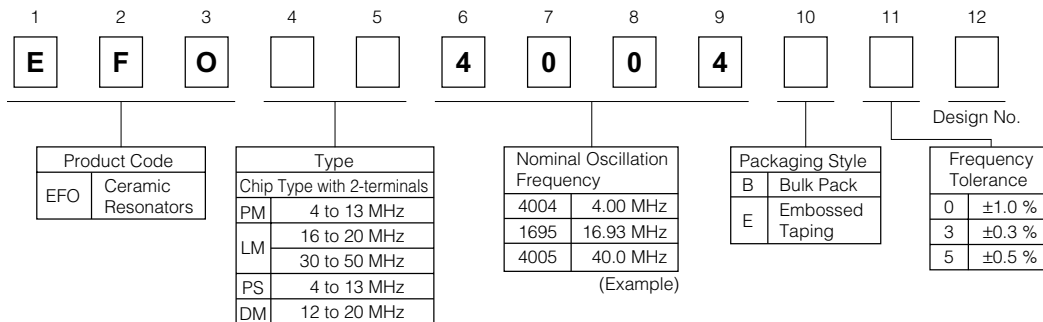 1 2 3 4 5 6 7 8 9 10 11 12
E F O 4 0 0 4
Design No.
Product Code
EFO Ceramic
Resonators
Type
Chip Type with 2-terminals
PM 4 to 13 MHz
LM 16 to 20 MHz
30 to 50 MHz
PS 4 to 13 MHz
DM 12 to 20 MHz
Nominal Oscillation
Frequency
4004 4.00 MHz
1695 16.93 MHz
4005 40.0 MHz
(Example)
Packaging Style
B Bulk Pack
E Embossed
Taping
Frequency
Tolerance
0 ±1.0 %
3 ±0.3 %
5 ±0.5 %